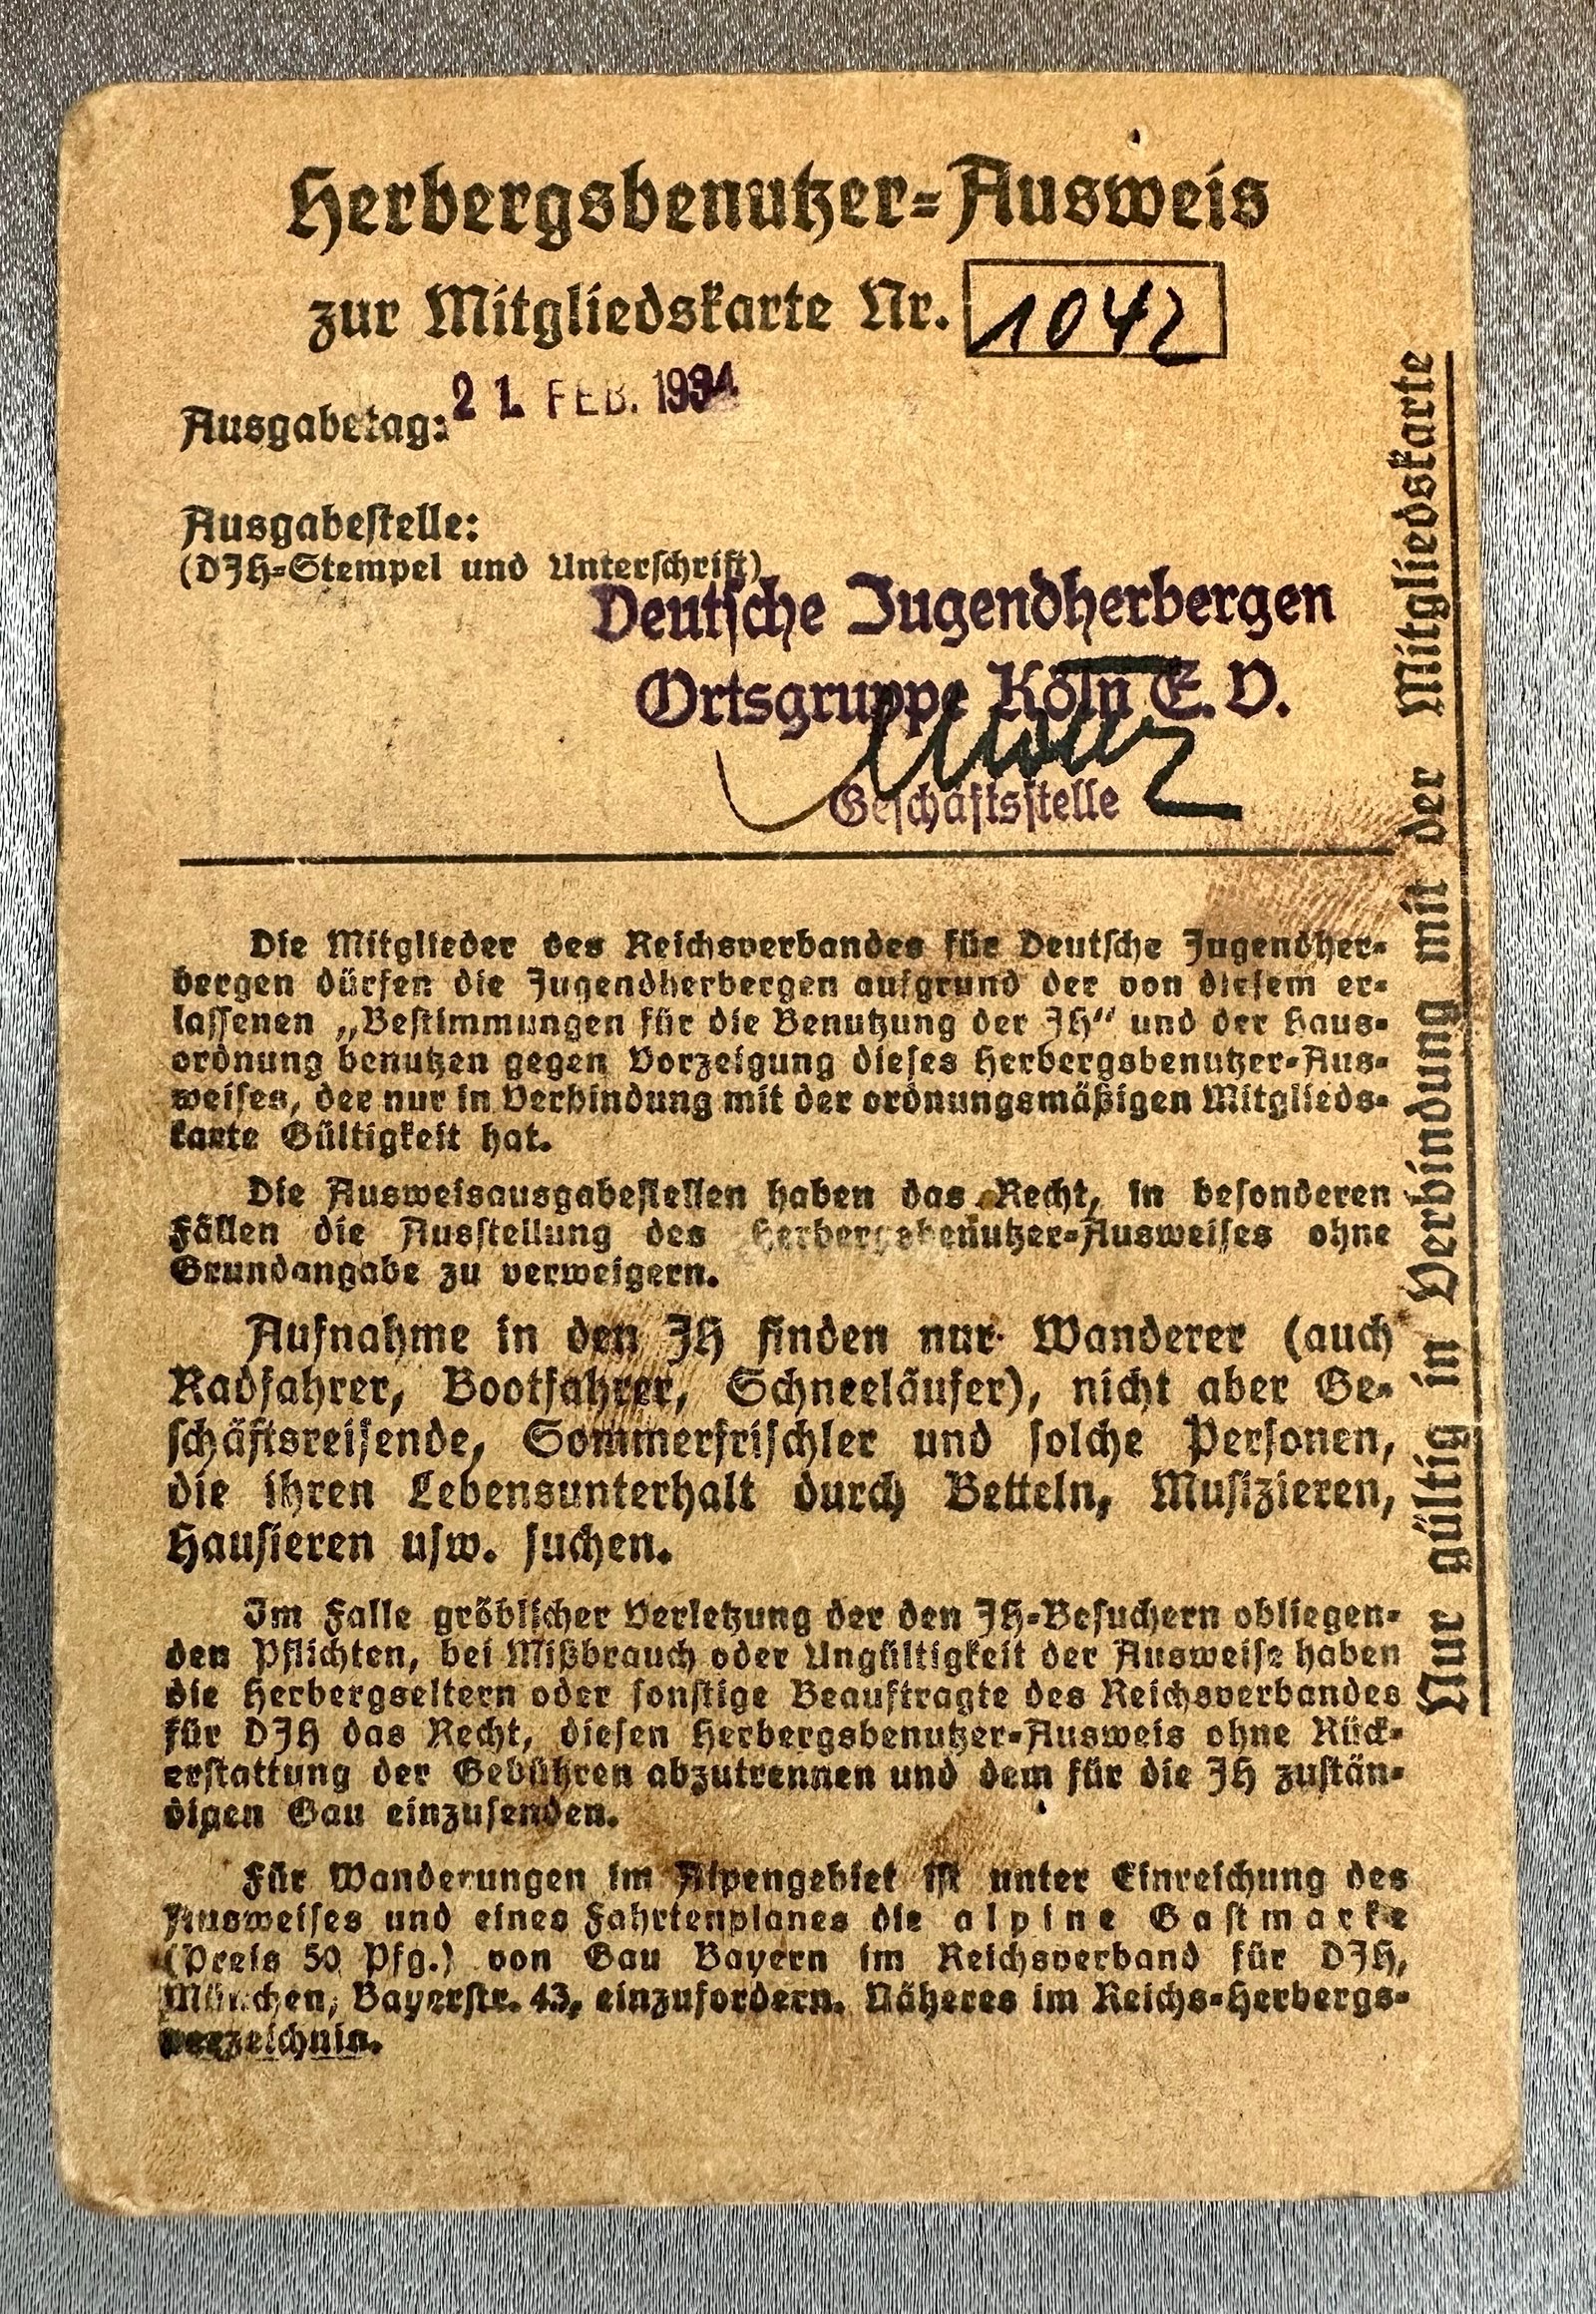 Herbergsbenutzer-Ausweis
zur Mitgliedskarte Nr. 1042
Ausgabetag: 21. FEB. 1934
Ausgabestelle:
(DJH-Stempel und Unterschrift)
Deutsche Jugendherbergen
Ortsgruppe Köln E.V.
Geschäftsstelle
Die Mitglieder des Reichsverbandes für Deutsche Jugendher-
bergen dürfen die Jugendherbergen aufgrund der von diesem er-
lassenen „Bestimmungen für die Benutzung der JH“ und der Haus-
ordnung benutzen gegen Vorzeigung dieses Herbergsbenutzer-Aus-
weises, der nur in Verbindung mit der ordnungsmäßigen Mitglieds-
karte Gültigkeit hat.
Die Ausweisausgabestellen haben das Recht, in besonderen
Fällen die Ausstellung des Herbergsbenutzer-Ausweises ohne
Grundangabe zu verweigern.
Aufnahme in den JH finden nur Wanderer (auch
Radfahrer, Bootfahrer, Schneeläufer), nicht aber Ge-
schäftsreisende, Sommerfrischler und solche Personen,
die ihren Lebensunterhalt durch Betteln, Musizieren,
Hausieren usw. suchen.
Im Falle gröblicher Verletzung der den JH-Besuchern obliegen-
den Pflichten, bei Mißbrauch oder Ungültigkeit der Ausweise haben
die Herbergseltern oder sonstige Beauftragte des Reichsverbandes
für DJH das Recht, diesen Herbergsbenutzer-Ausweis ohne Rück-
erstattung der Gebühren abzutrennen und dem für die JH zustän-
digen Gau einzusenden.
Für Wanderungen im Alpengebiet ist unter Einreichung des
Ausweises und eines Fahrtenplanes die alpine Gastmarke
(Preis 50 Pfg.) von Gau Bayern im Reichsverband für DJH,
München, Bayerstr. 43, einzufordern. Näheres im Reichs-Herbergs-
verzeichnis.
Nur gültig in Verbindung mit der Mitgliedskarte